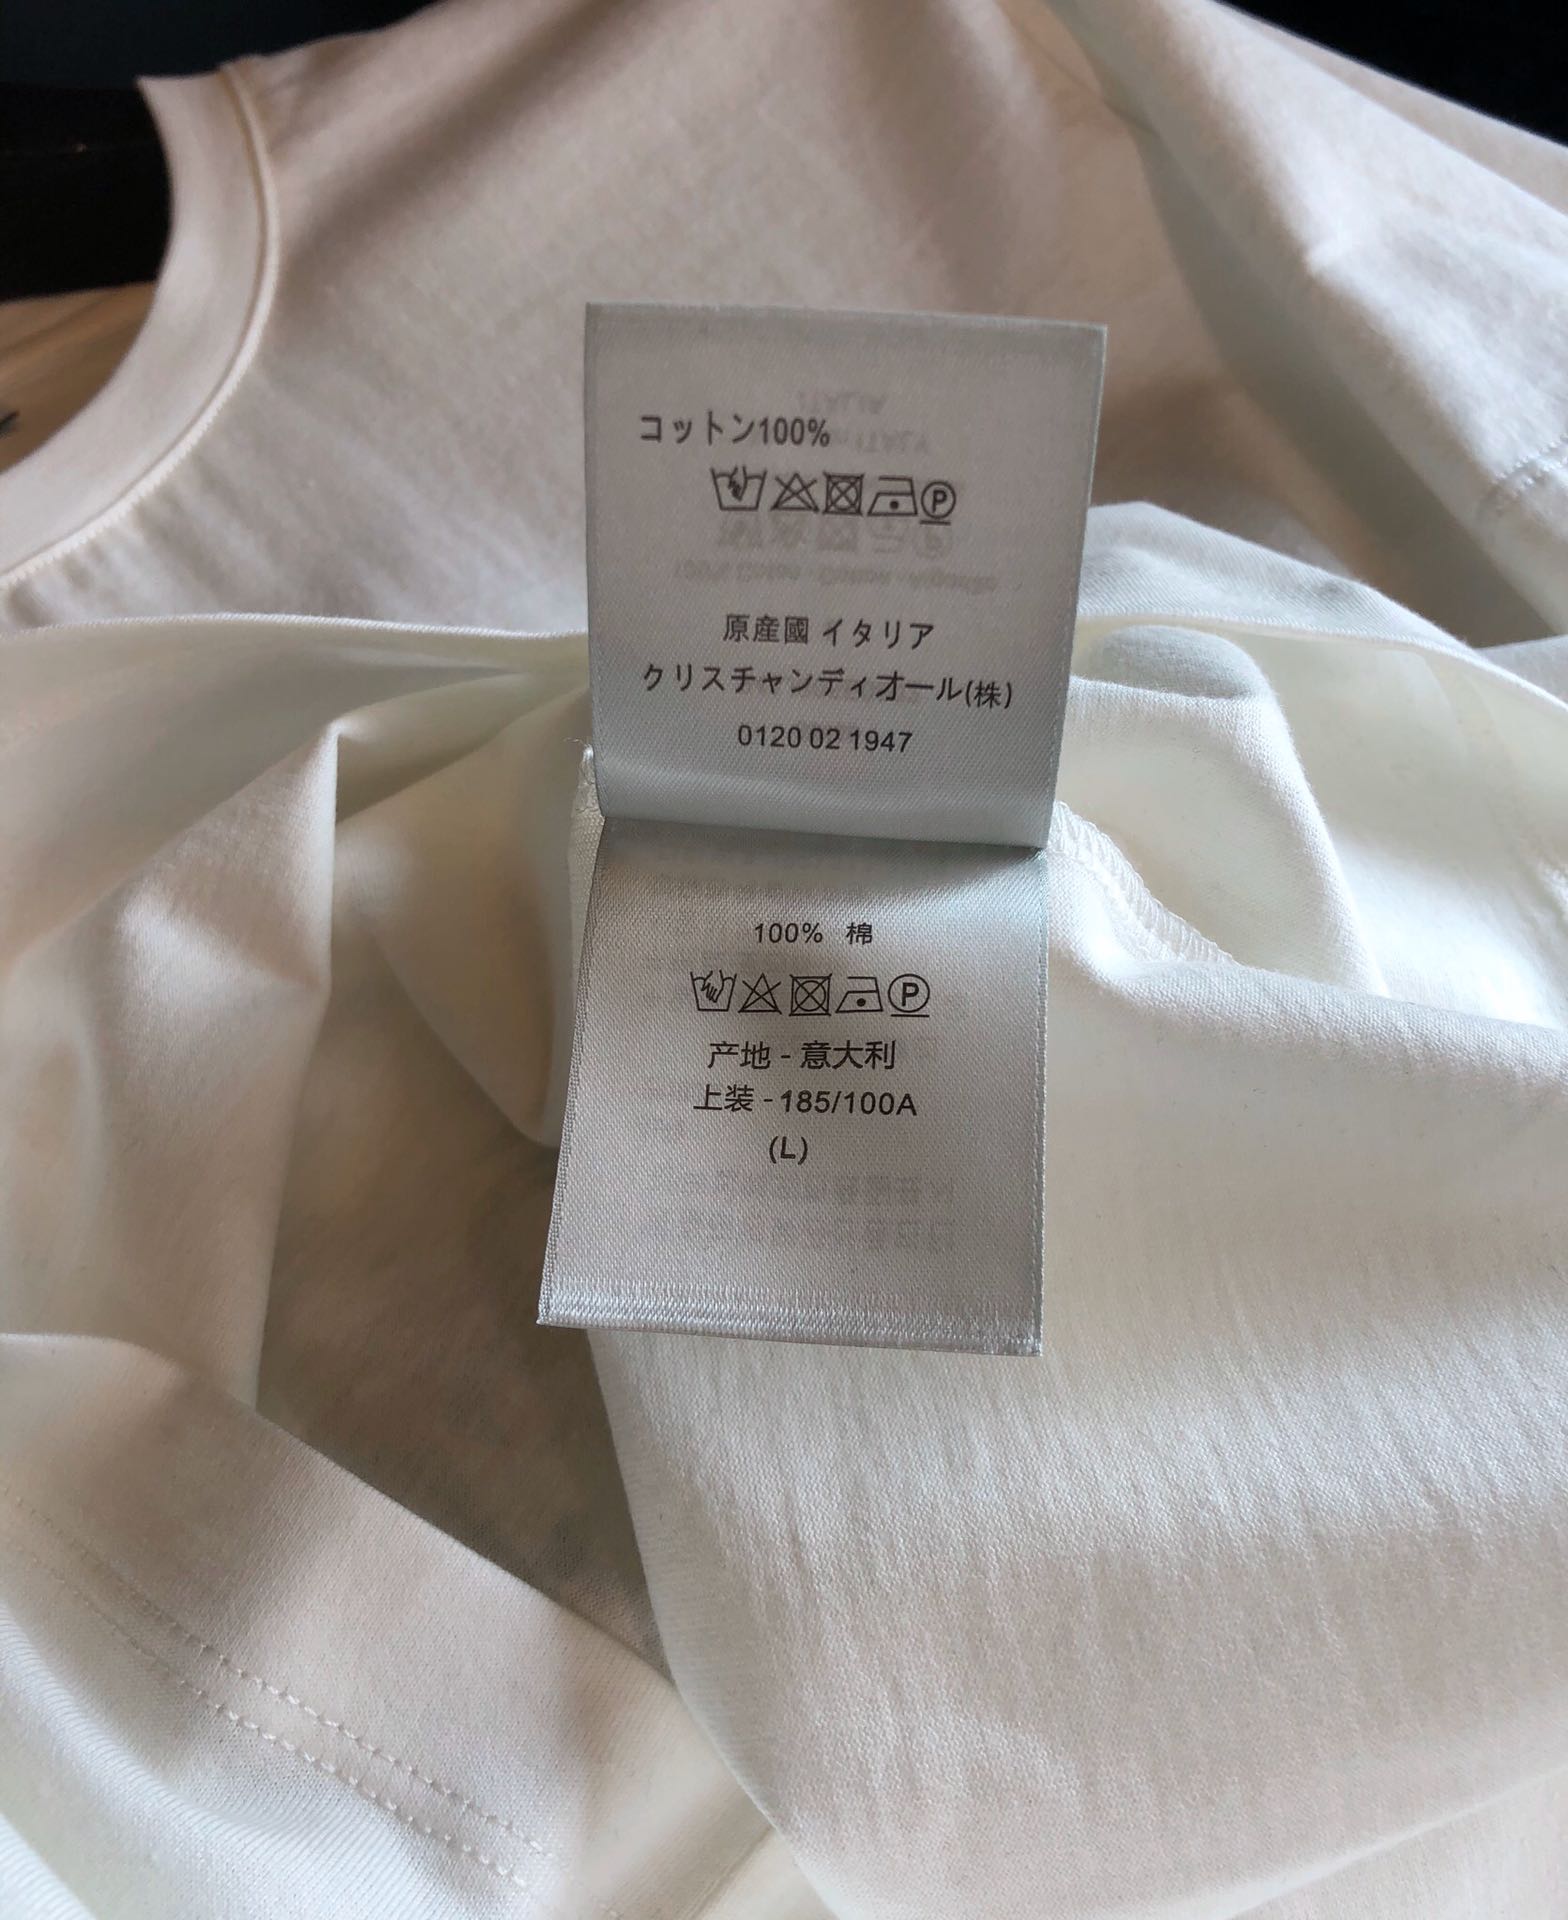 コットン100%
P
原産國 イタリア
クリスチャンディオール(株)
0120 02 1947
100% 棉
P
产地 - 意大利
上装 - 185/100A
(L)